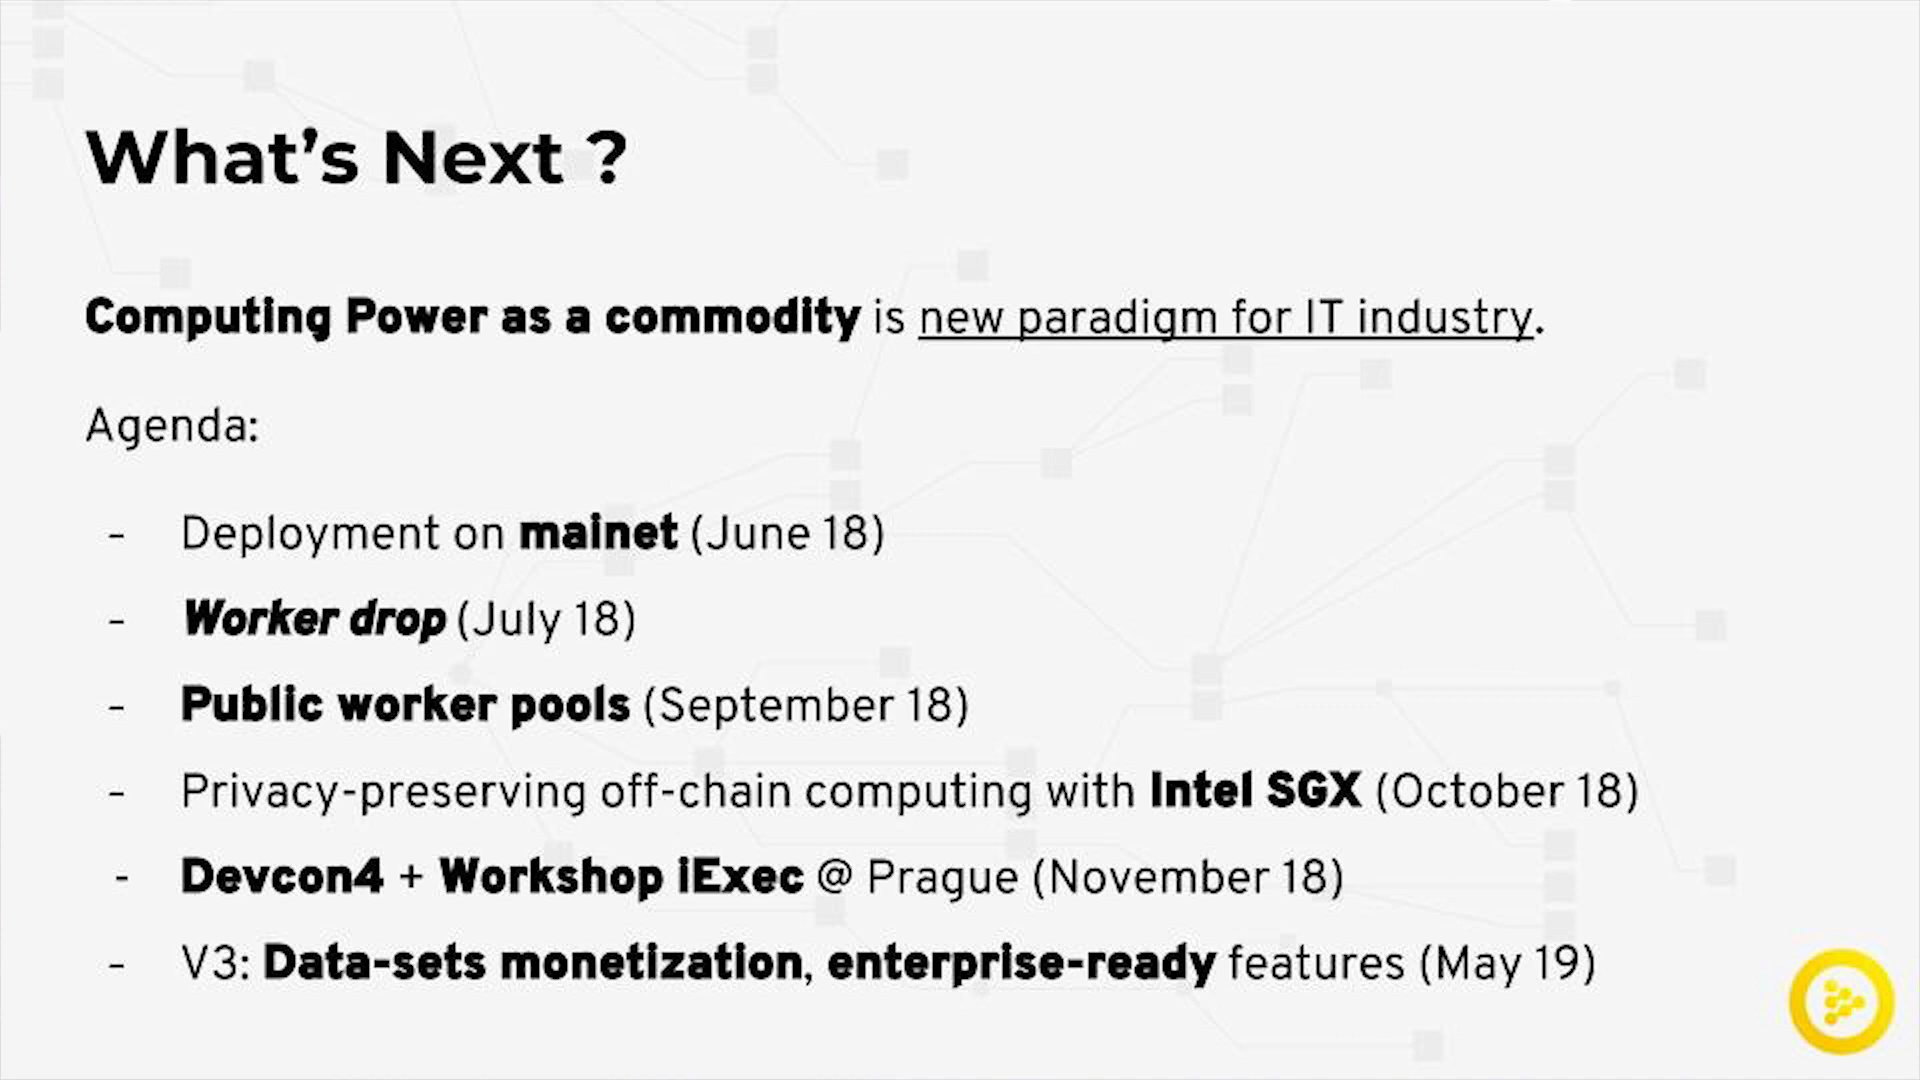 What's Next ?
Computing Power as a commodity is new paradigm for IT industry.
Agenda:
- Deployment on mainet (June 18)
- Worker drop (July 18)
- Public worker pools (September 18)
- Privacy-preserving off-chain computing with Intel SGX (October 18)
- Devcon4 + Workshop iExec @ Prague (November 18)
- V3: Data-sets monetization, enterprise-ready features (May 19)